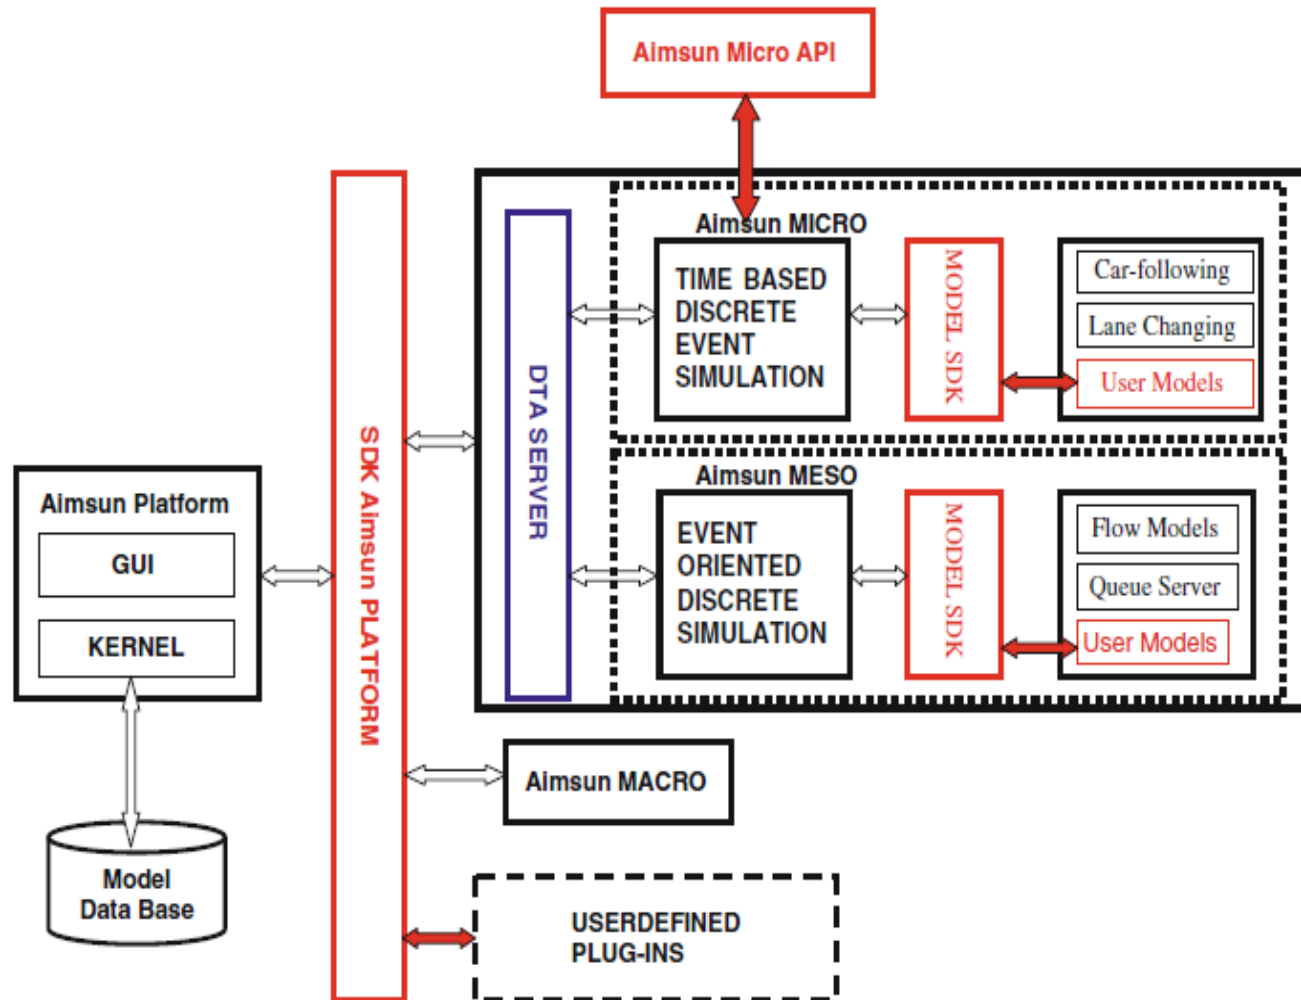 Aimsun Micro API
Aimsun MICRO
TIME BASED
DISCRETE
EVENT
SIMULATION
MODEL SDK
Car-following
Lane Changing
User Models
DTA SERVER
SDK Aimsun PLATFORM
Aimsun MESO
EVENT
ORIENTED
DISCRETE
SIMULATION
MODEL SDK
Flow Models
Queue Server
User Models
Aimsun Platform
GUI
KERNEL
Aimsun MACRO
Model
Data Base
USERDEFINED
PLUG-INS